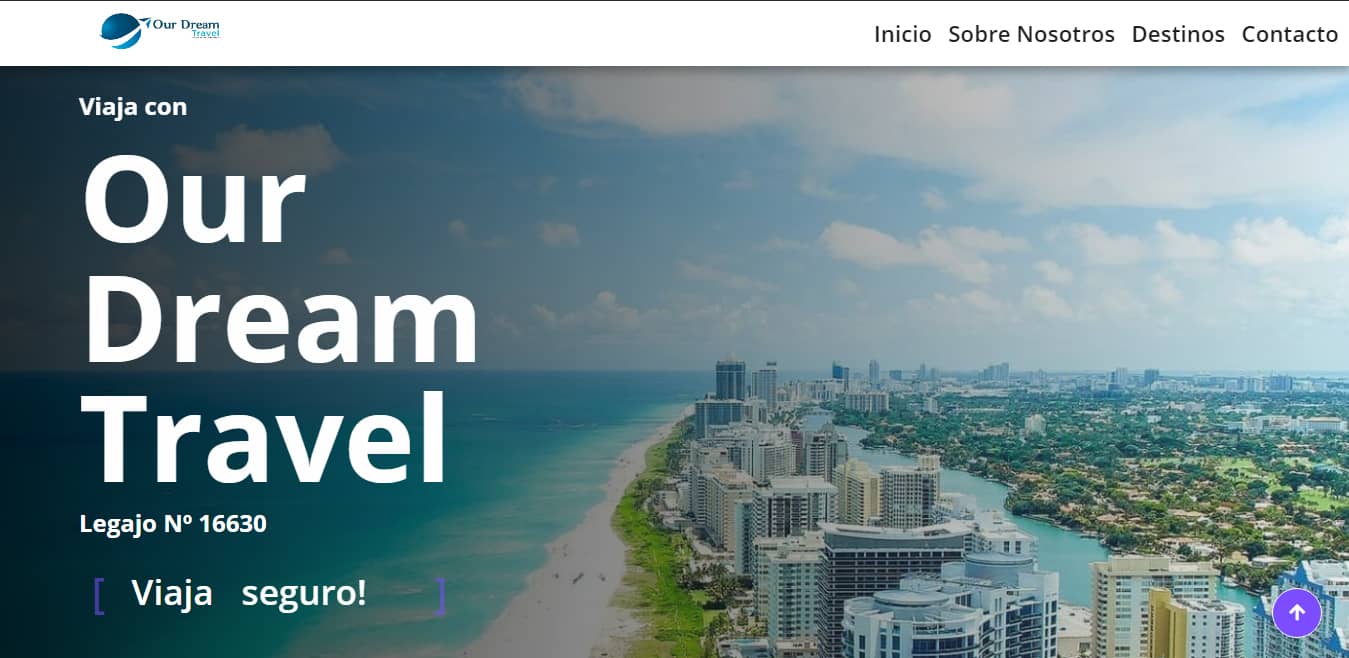 Our Dream
Travel
Inicio Sobre Nosotros Destinos Contacto
Viaja con
Our
Dream
Travel
Legajo Nº 16630
[ Viaja seguro! ]